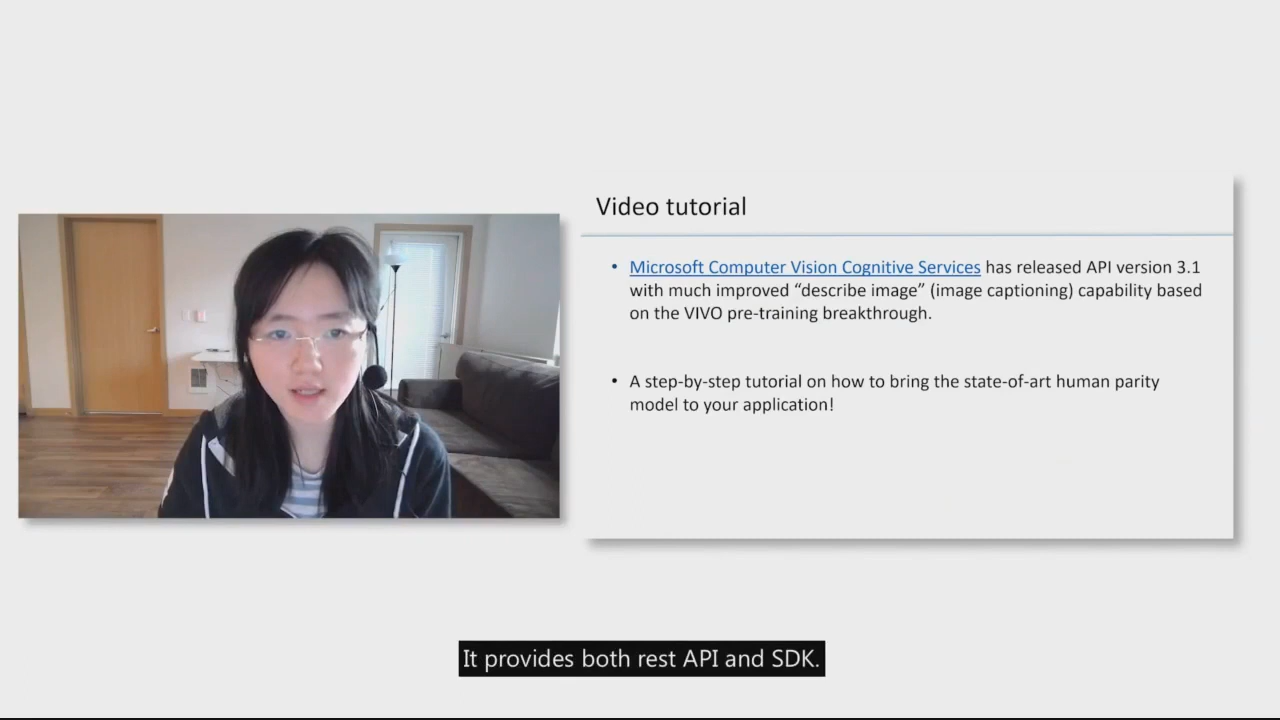 Video tutorial
• Microsoft Computer Vision Cognitive Services has released API version 3.1
with much improved “describe image” (image captioning) capability based
on the VIVO pre-training breakthrough.
• A step-by-step tutorial on how to bring the state-of-art human parity
model to your application!
It provides both rest API and SDK.